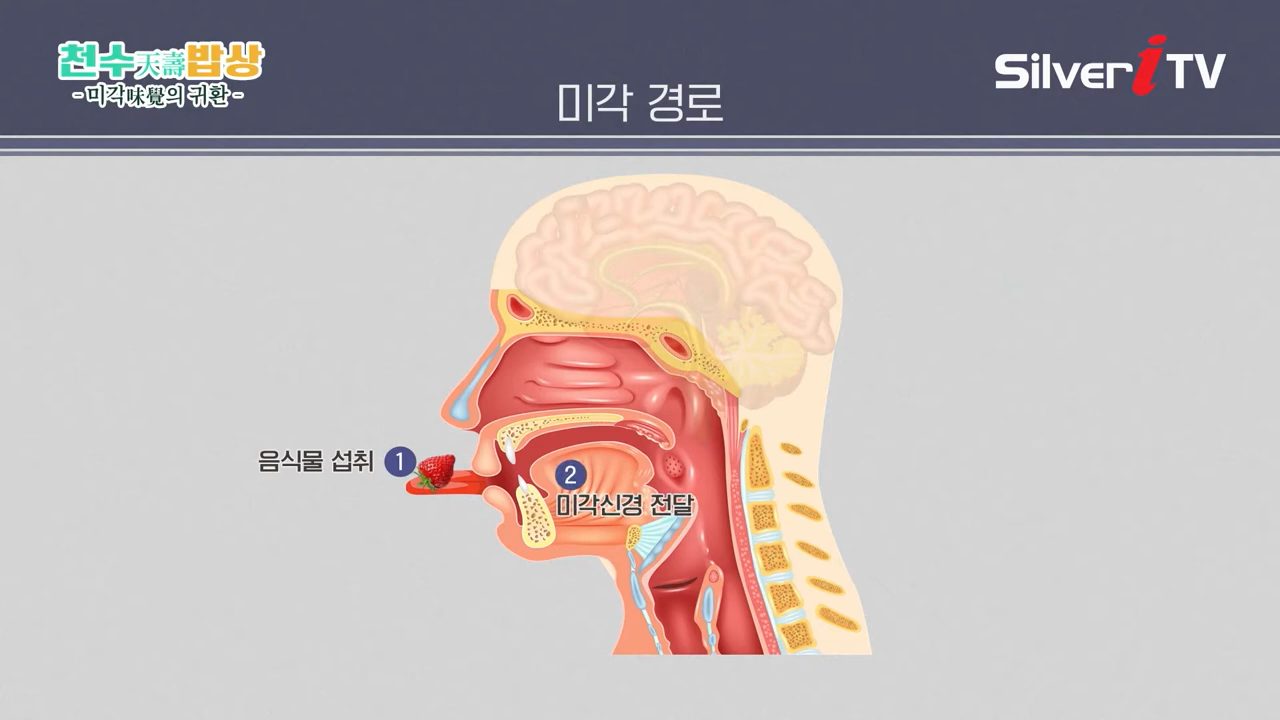 천수天壽밥상
- 미각味覺의 귀환 -
Silver i TV
미각 경로
음식물 섭취 1
2
미각신경 전달